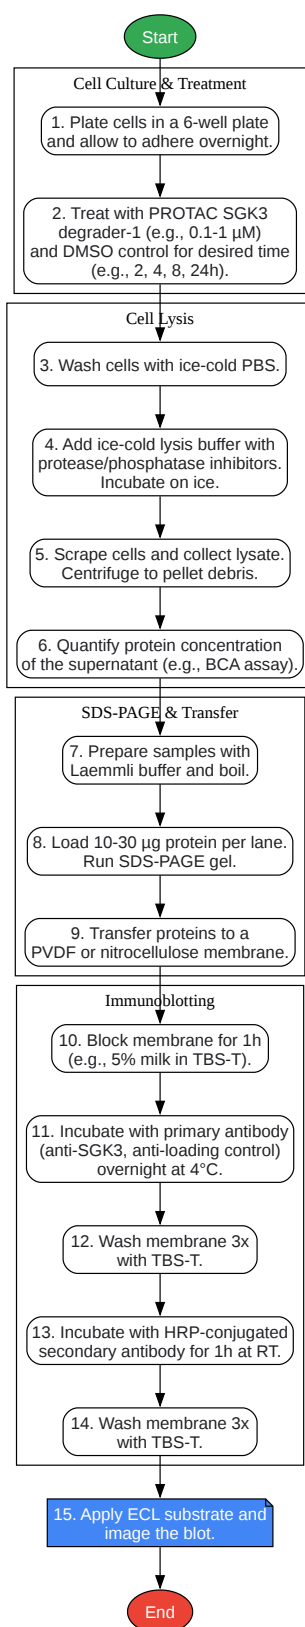 Start
Cell Culture & Treatment
1. Plate cells in a 6-well plate
and allow to adhere overnight.
2. Treat with PROTAC SGK3
degrader-1 (e.g., 0.1-1 µM)
and DMSO control for desired time
(e.g., 2, 4, 8, 24h).
Cell Lysis
3. Wash cells with ice-cold PBS.
4. Add ice-cold lysis buffer with
protease/phosphatase inhibitors.
Incubate on ice.
5. Scrape cells and collect lysate.
Centrifuge to pellet debris.
6. Quantify protein concentration
of the supernatant (e.g., BCA assay).
SDS-PAGE & Transfer
7. Prepare samples with
Laemmli buffer and boil.
8. Load 10-30 µg protein per lane.
Run SDS-PAGE gel.
9. Transfer proteins to a
PVDF or nitrocellulose membrane.
Immunoblotting
10. Block membrane for 1h
(e.g., 5% milk in TBS-T).
11. Incubate with primary antibody
(anti-SGK3, anti-loading control)
overnight at 4°C.
12. Wash membrane 3x
with TBS-T.
13. Incubate with HRP-conjugated
secondary antibody for 1h at RT.
14. Wash membrane 3x
with TBS-T.
15. Apply ECL substrate and
image the blot.
End